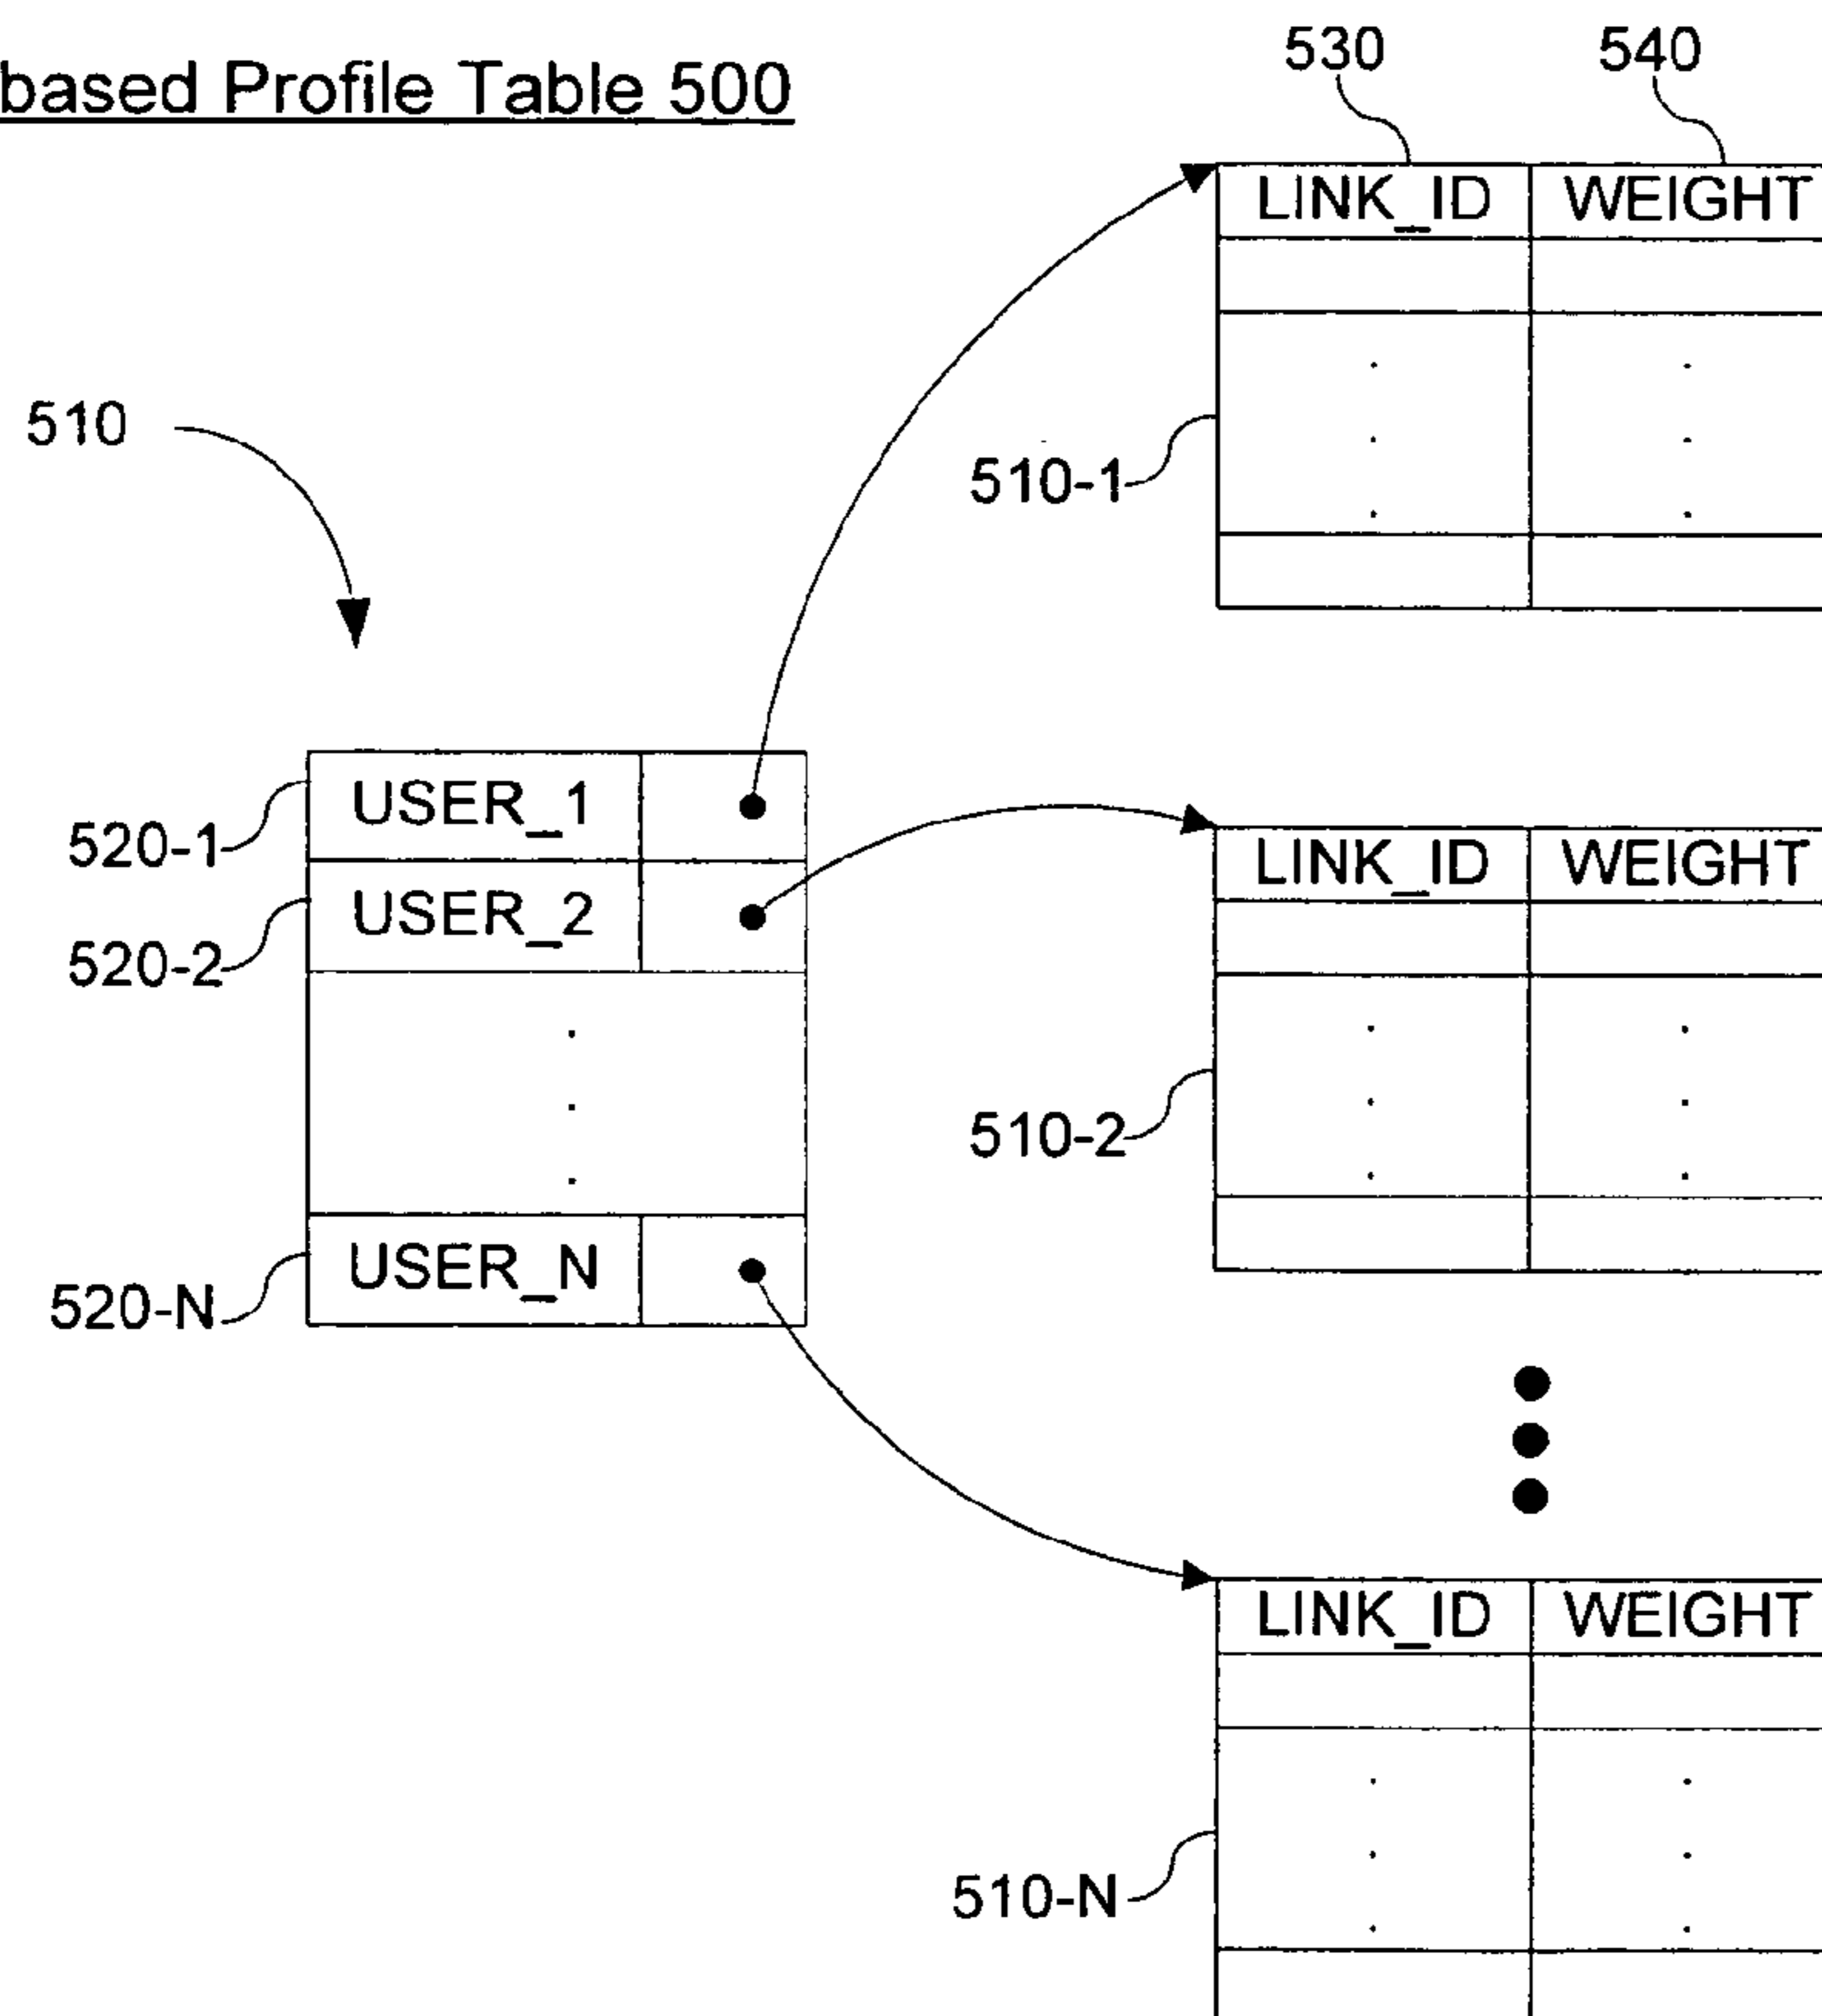 based Profile Table 500
530
540
LINK_ID WEIGHT
510
510-1
USER_1
520-1
USER_2
520-2
LINK_ID WEIGHT
510-2
USER_N
520-N
LINK_ID WEIGHT
510-N